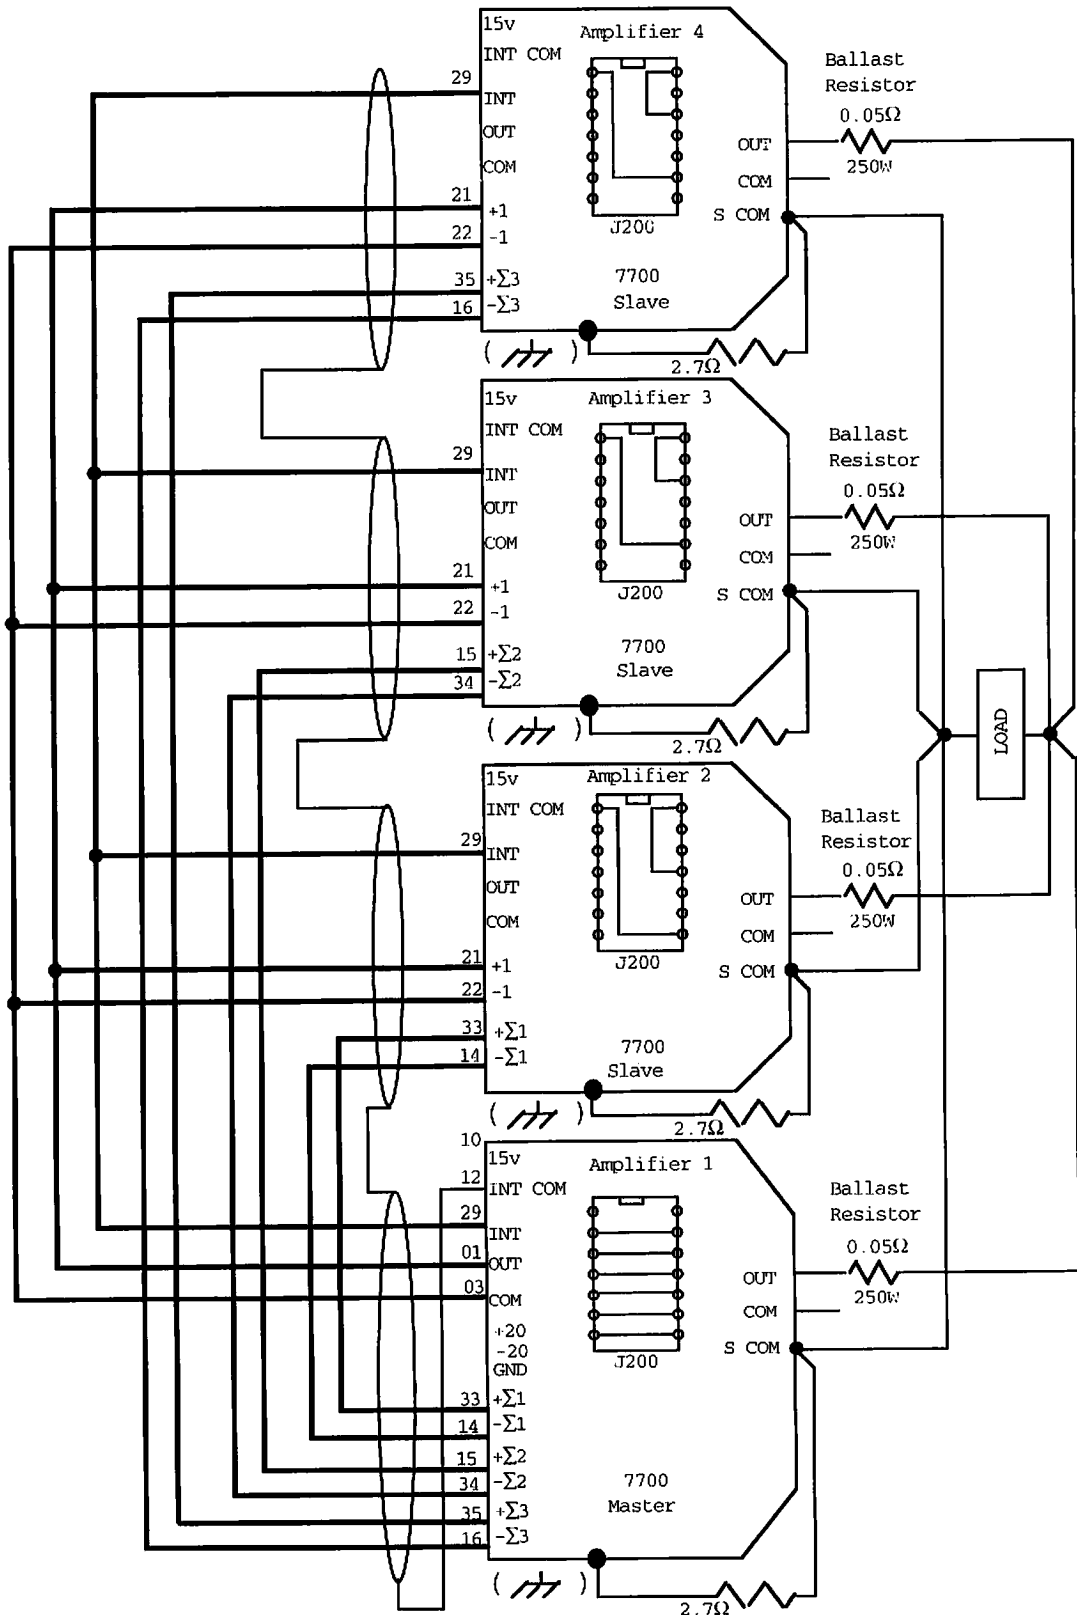 15v
Amplifier 4
INT COM
29
INT
OUT
COM
21
+1
22
-1
35
+Σ3
16
-Σ3
J200
7700
Slave
OUT
COM
S COM
Ballast
Resistor
0.05Ω
250W
( )
2.7Ω
15v
Amplifier 3
INT COM
29
INT
OUT
COM
21
+1
22
-1
15
+Σ2
34
-Σ2
J200
7700
Slave
OUT
COM
S COM
Ballast
Resistor
0.05Ω
250W
LOAD
( )
2.7Ω
15v
Amplifier 2
INT COM
29
INT
OUT
COM
21
+1
22
-1
33
+Σ1
14
-Σ1
J200
7700
Slave
OUT
COM
S COM
Ballast
Resistor
0.05Ω
250W
( )
2.7Ω
10
15v
Amplifier 1
12
INT COM
29
INT
01
OUT
03
COM
+20
-20
GND
33
+Σ1
14
-Σ1
15
+Σ2
34
-Σ2
35
+Σ3
16
-Σ3
J200
7700
Master
OUT
COM
S COM
Ballast
Resistor
0.05Ω
250W
( )
2.7Ω